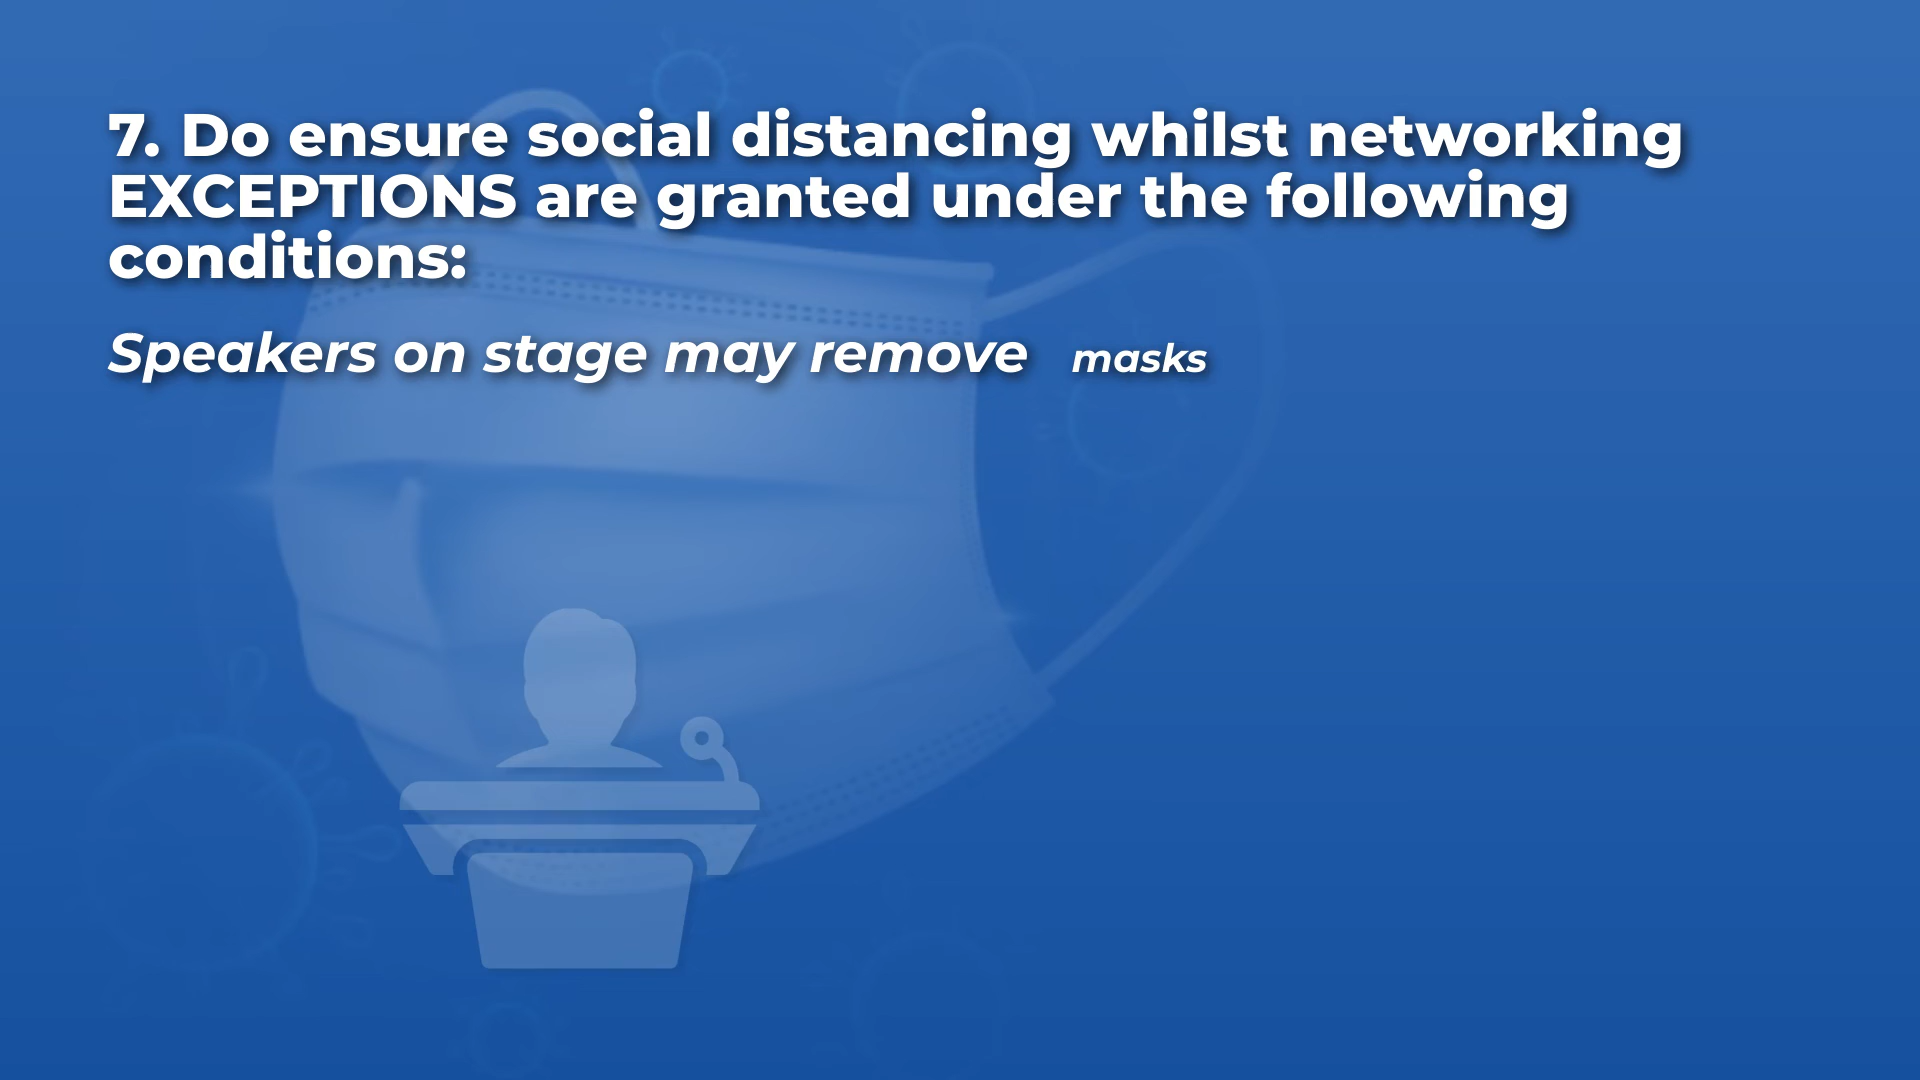 7. Do ensure social distancing whilst networking
EXCEPTIONS are granted under the following
conditions:
Speakers on stage may remove masks